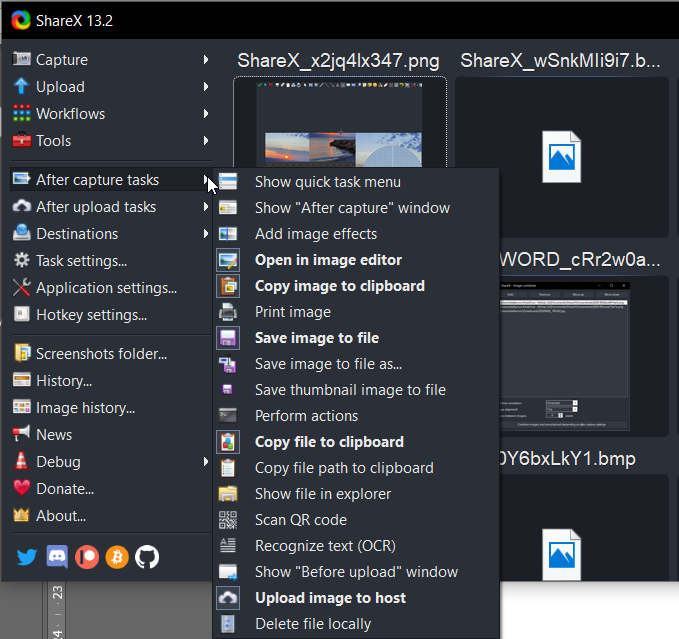 ShareX 13.2
Capture
Upload
Workflows
Tools
After capture tasks
After upload tasks
Destinations
Task settings...
Application settings...
Hotkey settings...
Screenshots folder...
History...
Image history...
News
Debug
Donate...
About...
ShareX_x2jq4lx347.png
ShareX_wSnkMIi9i7.b...
WORD_cRr2w0a...
0Y6bxLkY1.bmp
Show quick task menu
Show "After capture" window
Add image effects
Open in image editor
Copy image to clipboard
Print image
Save image to file
Save image to file as...
Save thumbnail image to file
Perform actions
Copy file to clipboard
Copy file path to clipboard
Show file in explorer
Scan QR code
Recognize text (OCR)
Show "Before upload" window
Upload image to host
Delete file locally
23
24